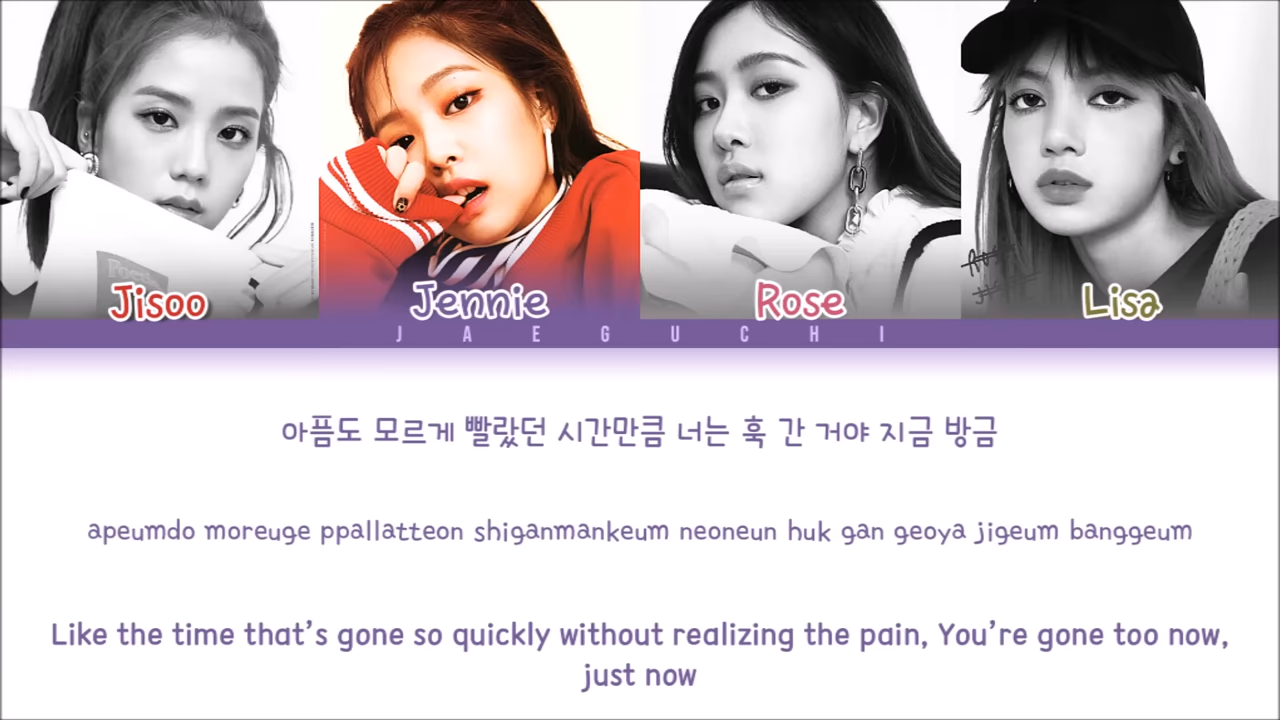 Poet
Jisoo
Jennie
Rose
Lisa
JAEGUCHI
아픔도 모르게 빨랐던 시간만큼 너는 훅 간 거야 지금 방금
apeumdo moreuge ppallatteon shiganmankeum neoneun huk gan geoya jigeum banggeum
Like the time that’s gone so quickly without realizing the pain, You’re gone too now,
just now